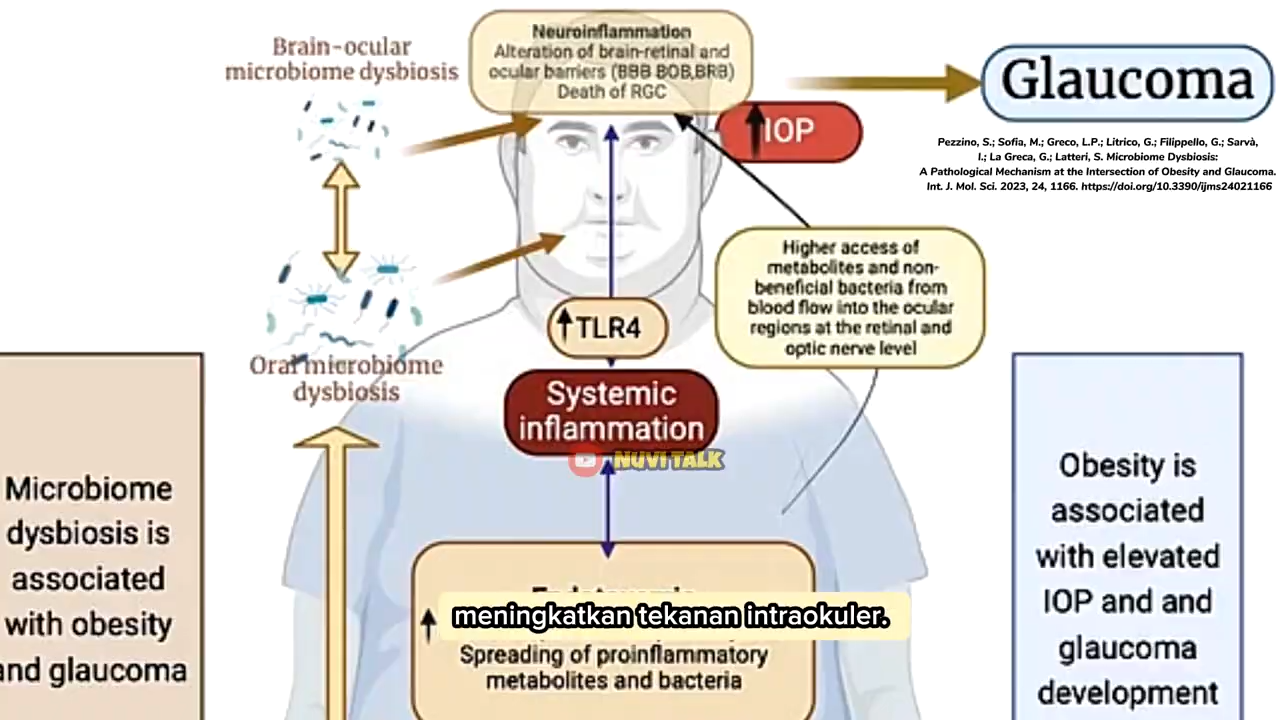 Brain-ocular
microbiome dysbiosis
Neuroinflammation
Alteration of brain-retinal and
ocular barriers (BBB BOB,BRB)
Death of RGC
Glaucoma
IOP
Pezzino, S.; Sofia, M.; Greco, L.P.; Litrico, G.; Filippello, G.; Sarvà,
I.; La Greca, G.; Latteri, S. Microbiome Dysbiosis:
A Pathological Mechanism at the Intersection of Obesity and Glaucoma.
Int. J. Mol. Sci. 2023, 24, 1166. https://doi.org/10.3390/ijms24021166
Higher access of
metabolites and non-
beneficial bacteria from
blood flow into the ocular
regions at the retinal and
optic nerve level
TLR4
Oral microbiome
dysbiosis
Systemic
inflammation
NUVI TALK
Microbiome
dysbiosis is
associated
with obesity
and glaucoma
meningkatkan tekanan intraokuler.
Spreading of proinflammatory
metabolites and bacteria
Obesity is
associated
with elevated
IOP and and
glaucoma
development